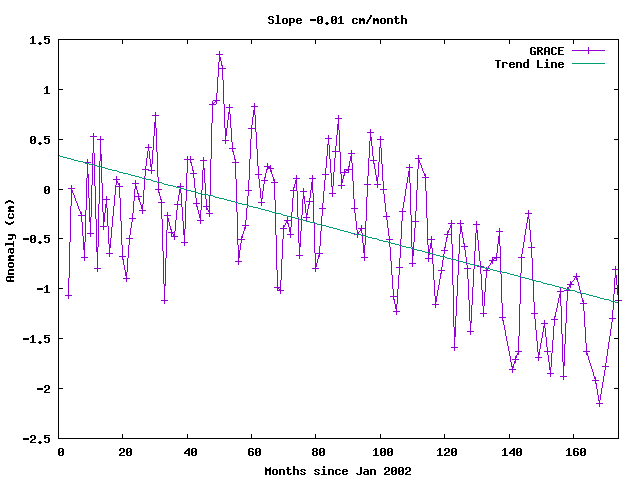 Slope -0.01 cm/month
GRACE
Trend Line
1.5
1
0.5
0
-0.5
-1
-1.5
-2
-2.5
Anomaly (cm)
0 20 40 60 80 100 120 140 160
Months since Jan 2002